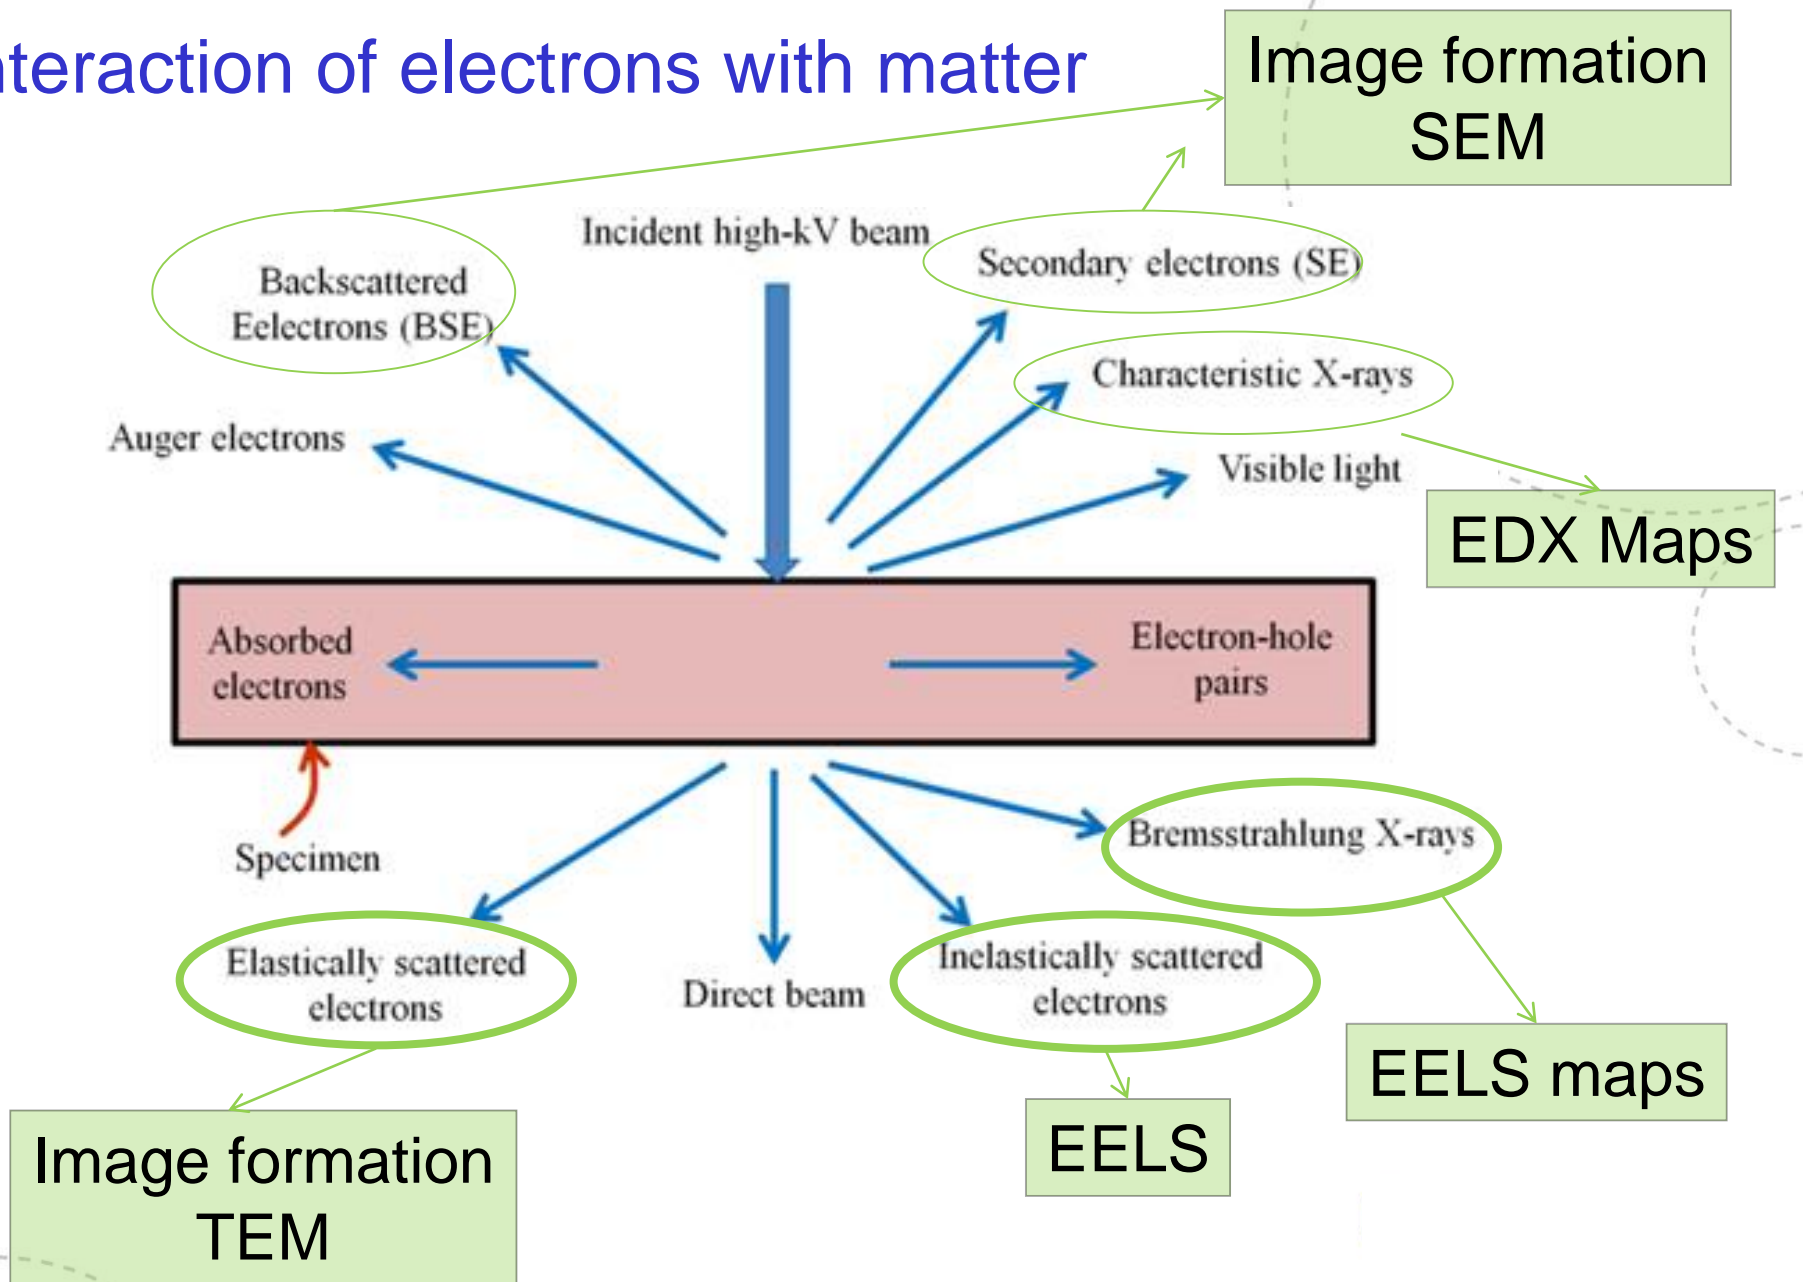 nteraction of electrons with matter
Image formation
SEM
Incident high-kV beam
Backscattered
Eelectrons (BSE)
Secondary electrons (SE)
Characteristic X-rays
Auger electrons
Visible light
EDX Maps
Absorbed
electrons
Electron-hole
pairs
Specimen
Bremsstrahlung X-rays
Elastically scattered
electrons
Direct beam
Inelastically scattered
electrons
EELS maps
EELS
Image formation
TEM